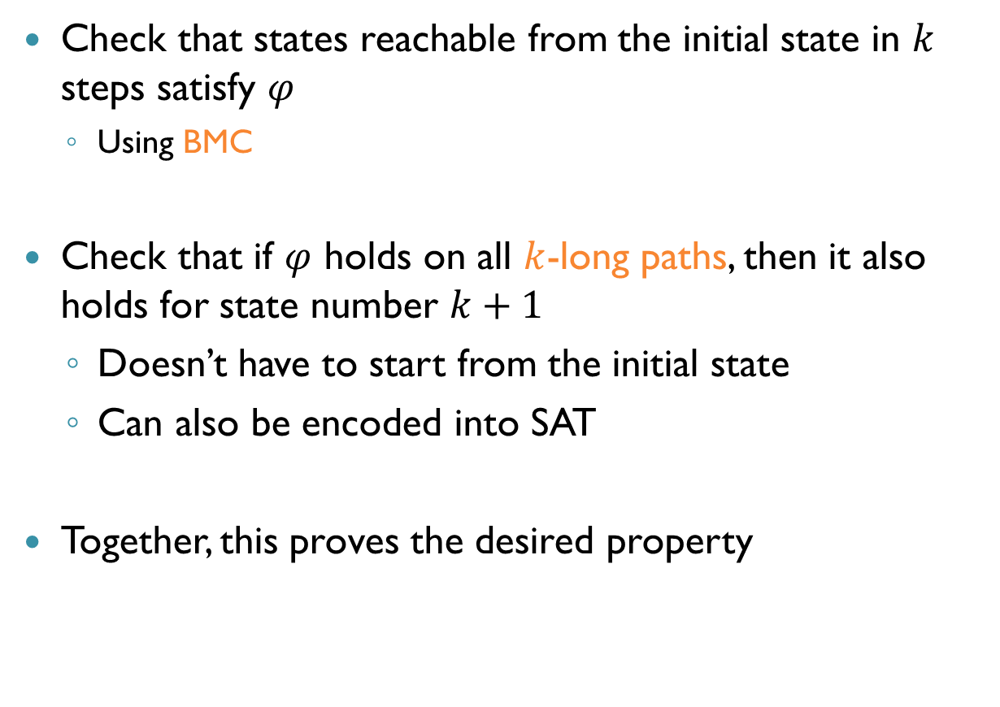 • Check that states reachable from the initial state in 𝑘
steps satisfy 𝜑
◦ Using BMC
• Check that if 𝜑 holds on all 𝑘-long paths, then it also
holds for state number 𝑘 + 1
◦ Doesn’t have to start from the initial state
◦ Can also be encoded into SAT
• Together, this proves the desired property